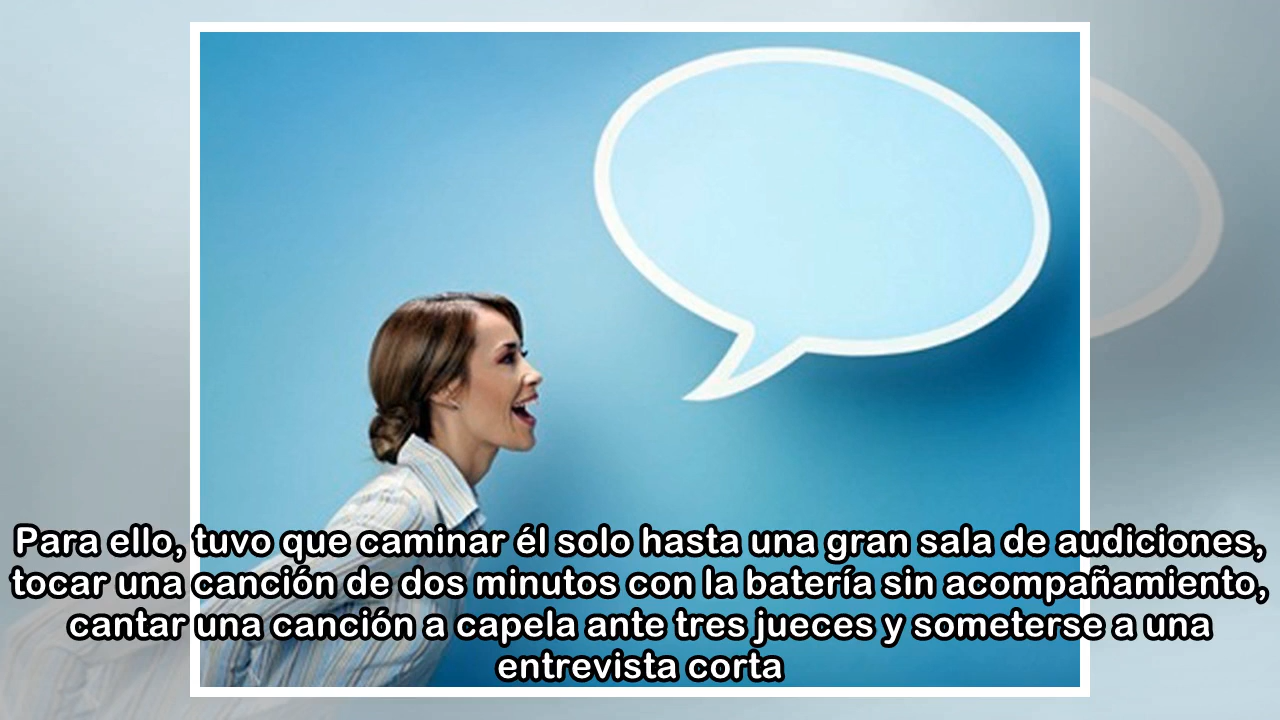 Para ello, tuvo que caminar él solo hasta una gran sala de audiciones,
tocar una canción de dos minutos con la batería sin acompañamiento,
cantar una canción a capela ante tres jueces y someterse a una
entrevista corta